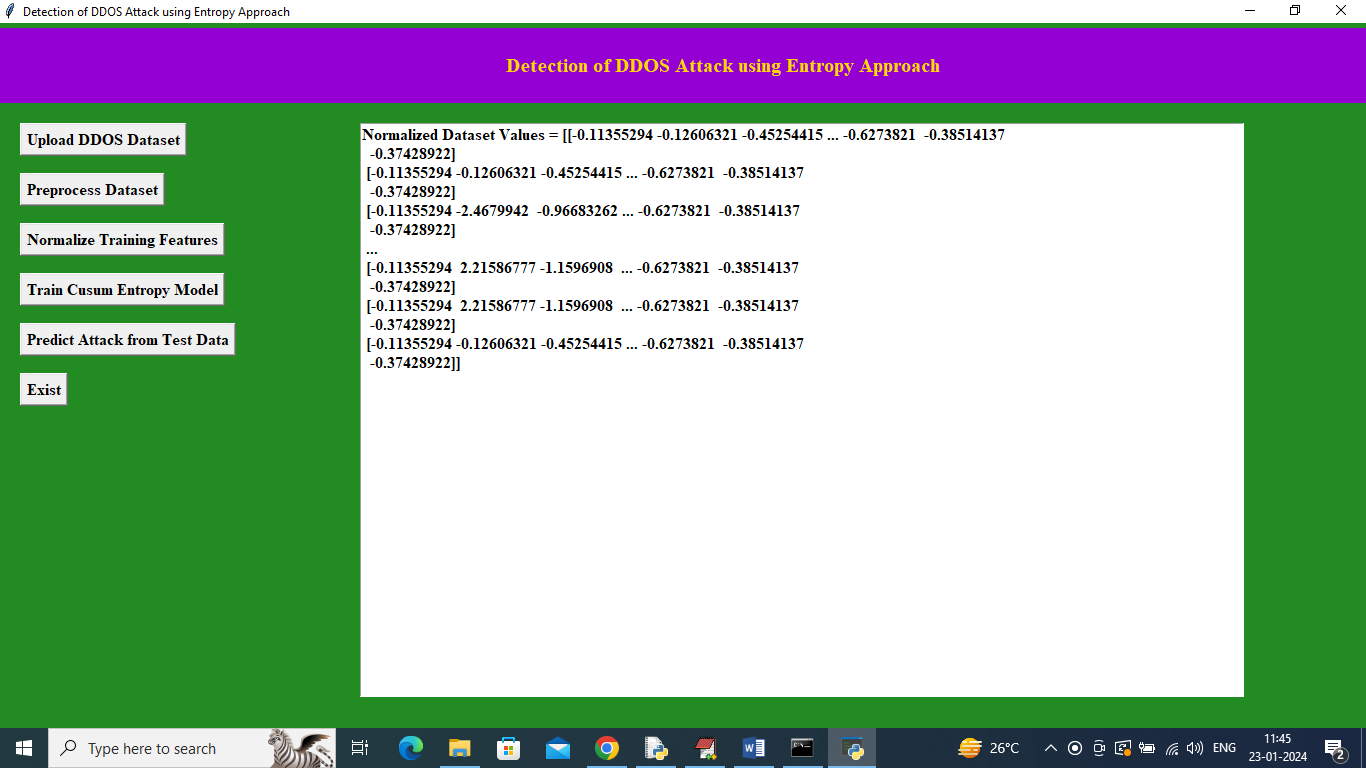 Detection of DDOS Attack using Entropy Approach
Detection of DDOS Attack using Entropy Approach
Upload DDOS Dataset
Preprocess Dataset
Normalize Training Features
Train Cusum Entropy Model
Predict Attack from Test Data
Exist
Normalized Dataset Values = [[-0.11355294 -0.12606321 -0.45254415 ... -0.6273821 -0.38514137
-0.37428922]
[-0.11355294 -0.12606321 -0.45254415 ... -0.6273821 -0.38514137
-0.37428922]
[-0.11355294 -2.4679942 -0.96683262 ... -0.6273821 -0.38514137
-0.37428922]
...
[-0.11355294 2.21586777 -1.1596908 ... -0.6273821 -0.38514137
-0.37428922]
[-0.11355294 2.21586777 -1.1596908 ... -0.6273821 -0.38514137
-0.37428922]
[-0.11355294 -0.12606321 -0.45254415 ... -0.6273821 -0.38514137
-0.37428922]]
Type here to search
26°C
ENG
11:45
23-01-2024
2